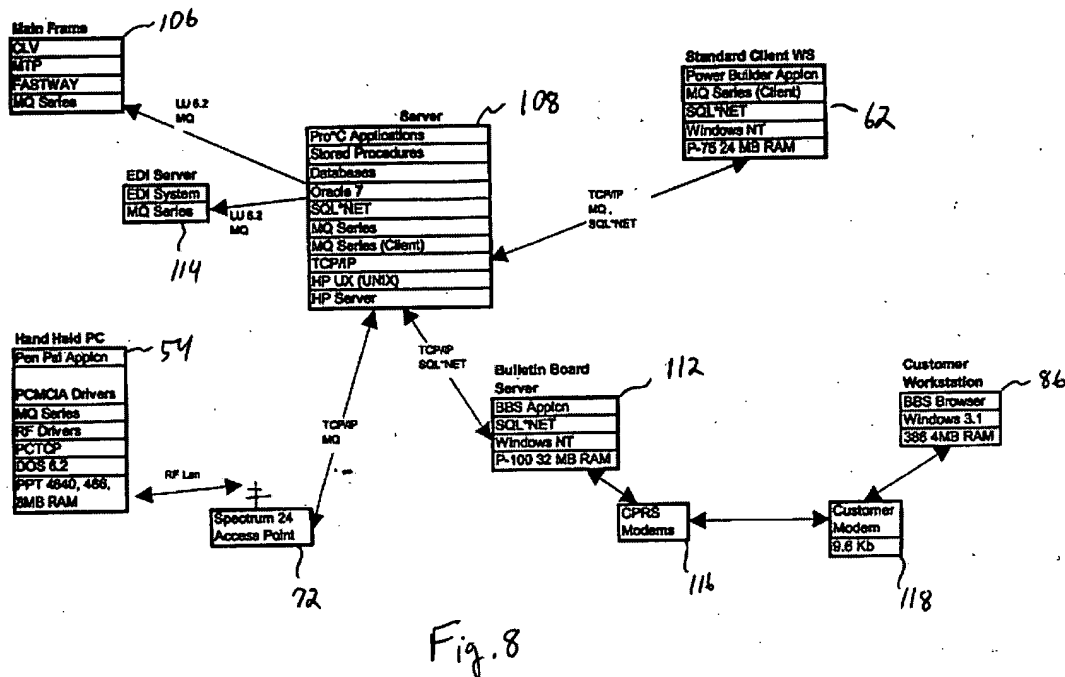 Main Frame
106
CLV
MTP
FASTWAY
MQ Series
LU 6.2
MQ
EDI Server
EDI System
MQ Series
LU 6.2
MQ
114
Server
108
Pro*C Applications
Stored Procedures
Databases
Oracle 7
SQL*NET
MQ Series
MQ Series (Client)
TCP/IP
HP UX (UNIX)
HP Server
Standard Client WS
Power Builder Applcn
MQ Series (Client)
SQL*NET
Windows NT
P-75 24 MB RAM
62
TCP/IP
MQ,
SQL*NET
Hand Held PC
54
Pen Pal Applcn
PCMCIA Drivers
MQ Series
RF Drivers
PCTCP
DOS 6.2
PPT 4640, 486,
8MB RAM
RF Lan
Spectrum 24
Access Point
72
TCP/IP
MQ
TCP/IP
SQL*NET
Bulletin Board
Server
112
BBS Applcn
SQL*NET
Windows NT
P-100 32 MB RAM
CPRS
Modems
116
Customer
Workstation
86
BBS Browser
Windows 3.1
386 4MB RAM
Customer
Modem
9.6 Kb
118
Fig. 8